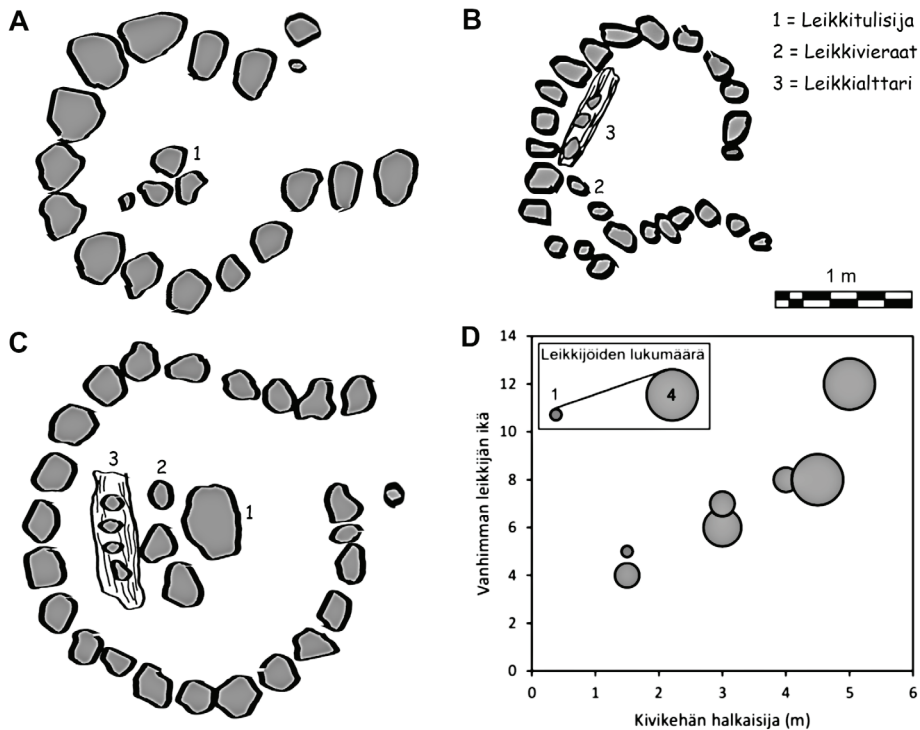 A
1
B
3
2
1 = Leikkitulisija
2 = Leikkivieraat
3 = Leikkialttari
1 m
C
3
2
1
D
Leikkijöiden lukumäärä
1
4
Vanhimman leikkijän ikä
14
12
10
8
6
4
2
0
0 1 2 3 4 5 6
Kivikehän halkaisija (m)